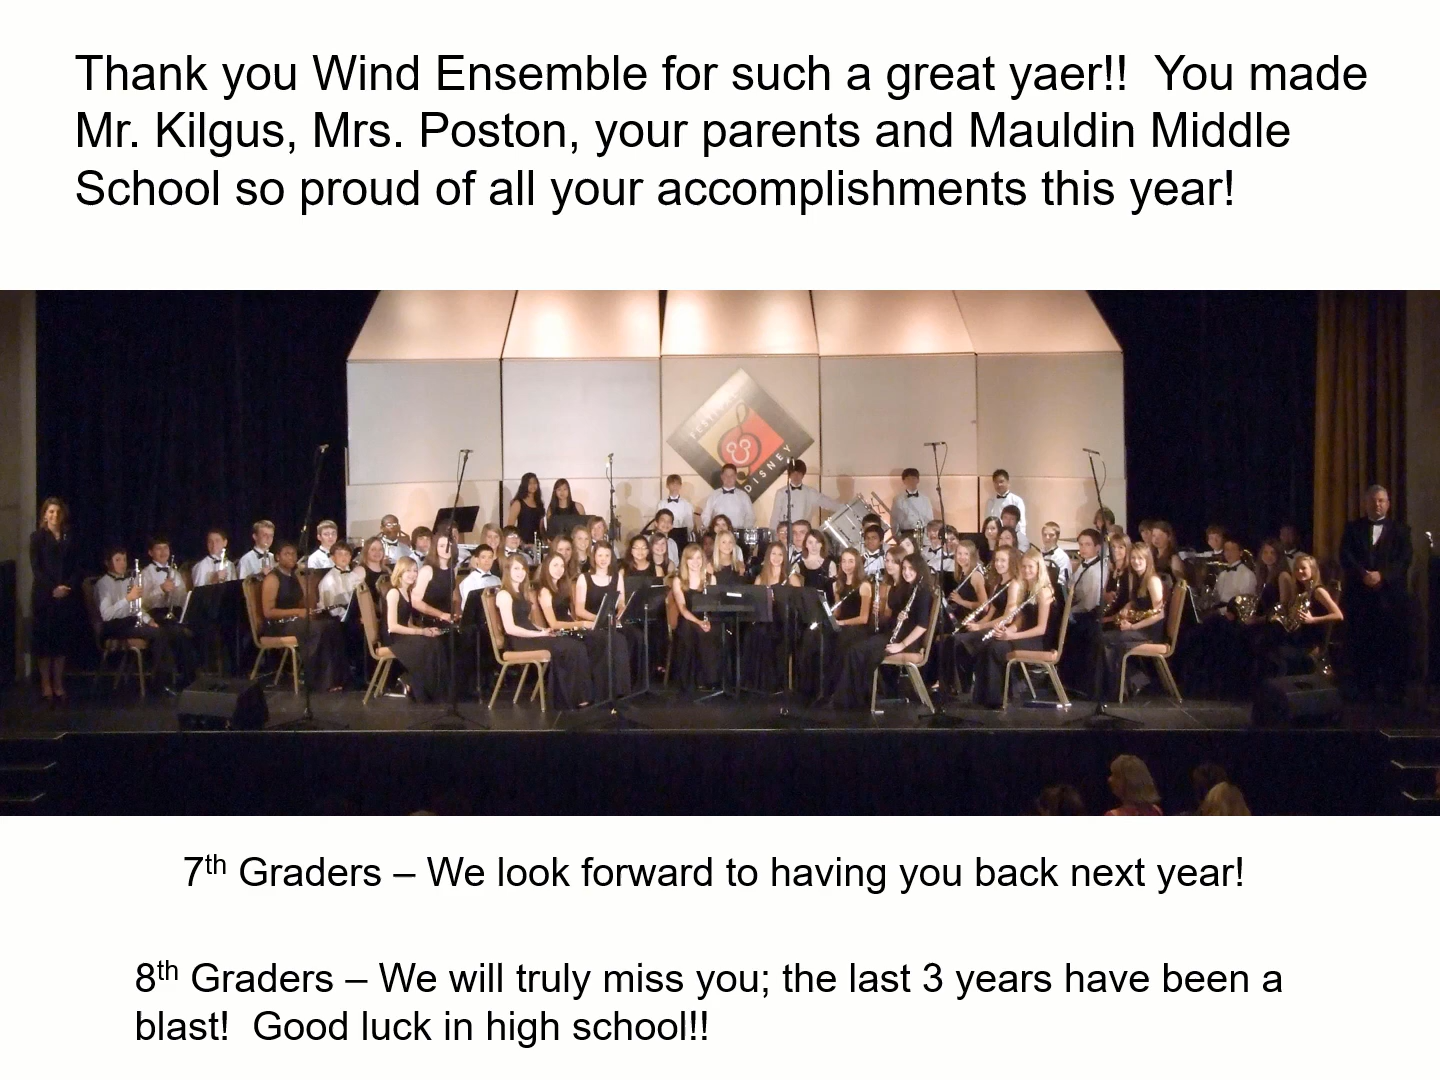 Thank you Wind Ensemble for such a great yaer!!  You made
Mr. Kilgus, Mrs. Poston, your parents and Mauldin Middle
School so proud of all your accomplishments this year!
DISNEY
7th Graders – We look forward to having you back next year!
8th Graders – We will truly miss you; the last 3 years have been a
blast!  Good luck in high school!!